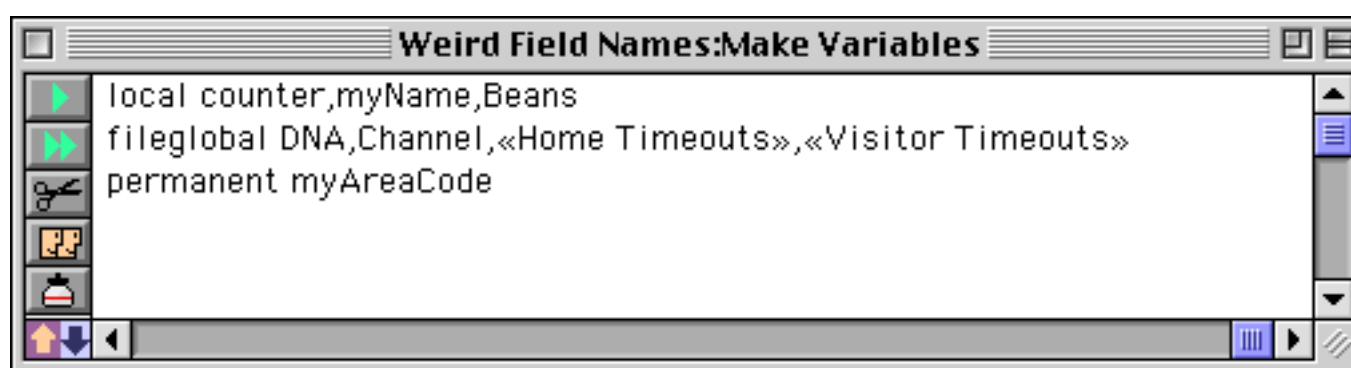 Weird Field Names:Make Variables
local counter,myName,Beans
fileglobal DNA,Channel,«Home Timeouts»,«Visitor Timeouts»
permanent myAreaCode